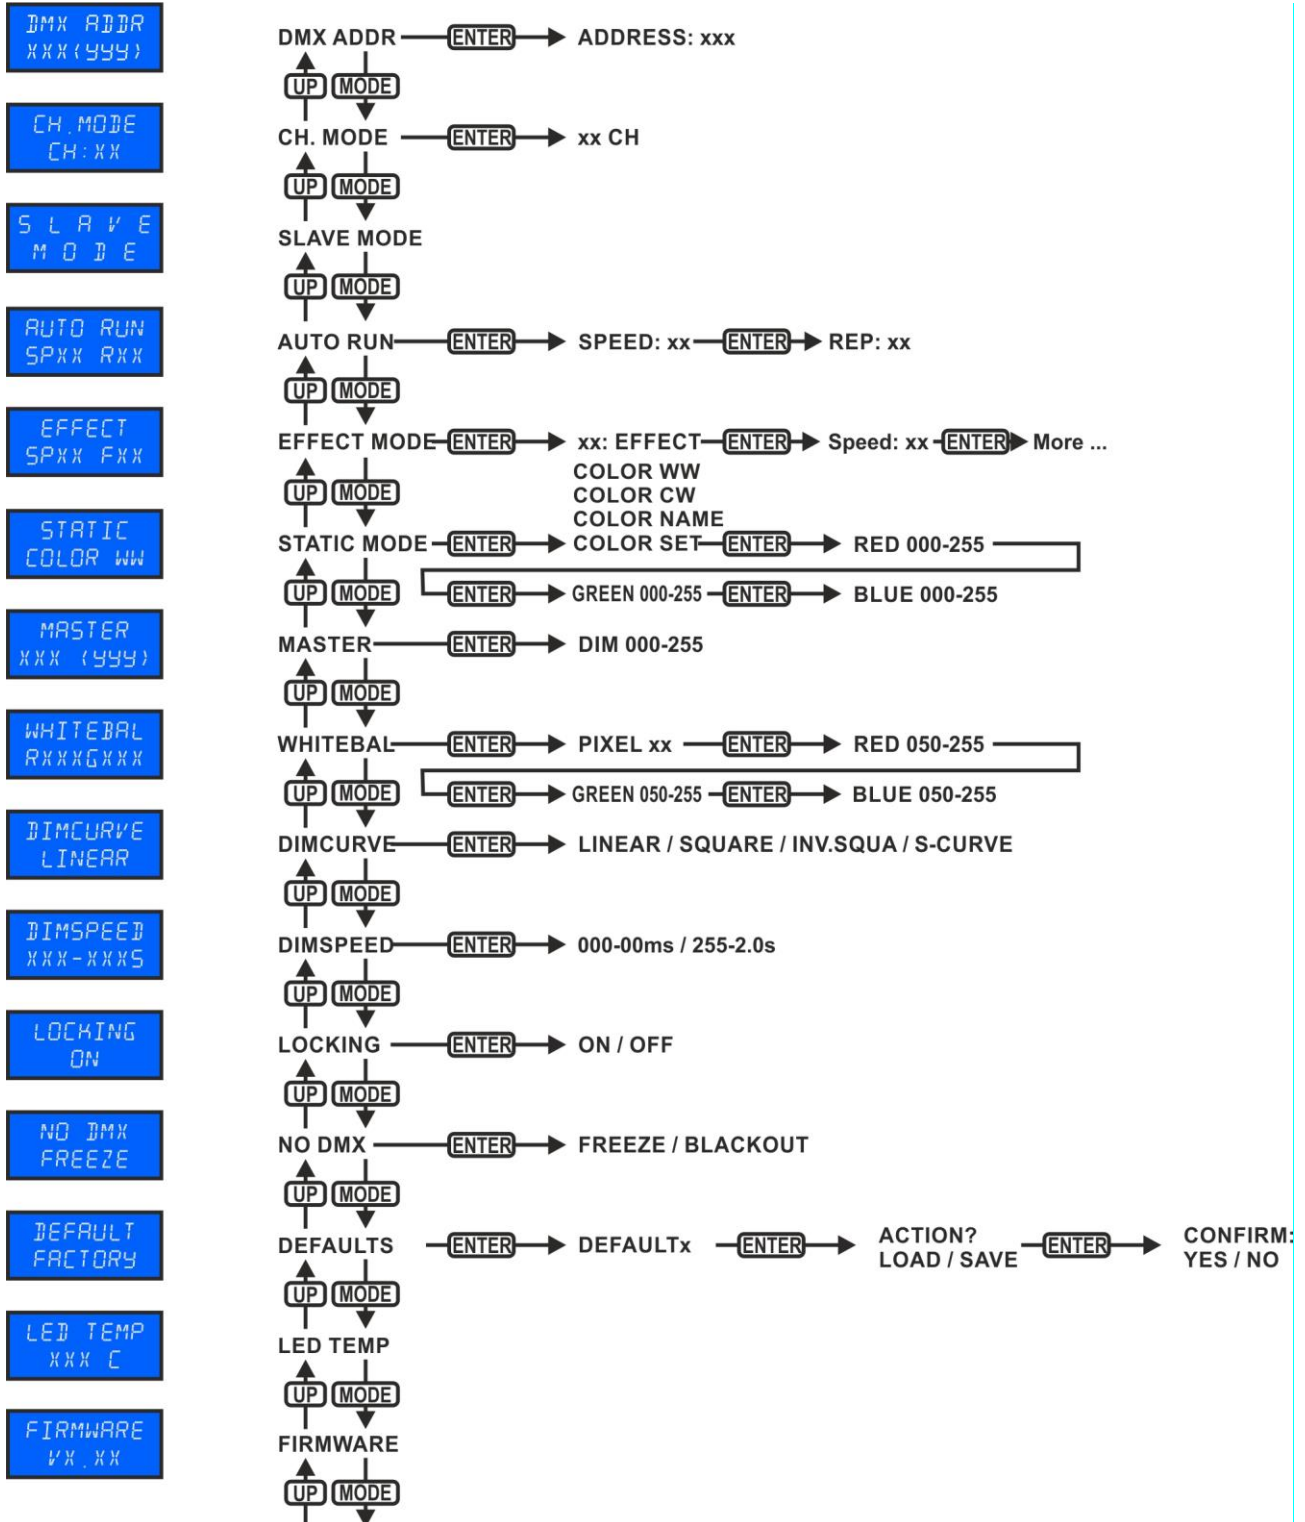 DMX ADDR
XXX(YYY)
DMX ADDR ENTER ADDRESS: xxx
UP MODE
CH.MODE
CH:XX
CH. MODE ENTER xx CH
UP MODE
SLAVE
MODE
SLAVE MODE
UP MODE
AUTO RUN
SPXX RXX
AUTO RUN ENTER SPEED: xx ENTER REP: xx
UP MODE
EFFECT
SPXX FXX
EFFECT MODE ENTER xx: EFFECT ENTER Speed: xx ENTER More ...
UP MODE
COLOR WW
COLOR CW
COLOR NAME
STATIC
COLOR WW
STATIC MODE ENTER COLOR SET ENTER RED 000-255
UP MODE ENTER GREEN 000-255 ENTER BLUE 000-255
MASTER
XXX (YYY)
MASTER ENTER DIM 000-255
UP MODE
WHITEBAL
RXXXGXXX
WHITEBAL ENTER PIXEL xx ENTER RED 050-255
UP MODE ENTER GREEN 050-255 ENTER BLUE 050-255
DIMCURVE
LINEAR
DIMCURVE ENTER LINEAR / SQUARE / INV.SQUA / S-CURVE
UP MODE
DIMSPEED
XXX-XXXS
DIMSPEED ENTER 000-00ms / 255-2.0s
UP MODE
LOCKING
ON
LOCKING ENTER ON / OFF
UP MODE
NO DMX
FREEZE
NO DMX ENTER FREEZE / BLACKOUT
UP MODE
DEFAULT
FACTORY
DEFAULTS ENTER DEFAULTx ENTER ACTION? LOAD / SAVE ENTER CONFIRM: YES / NO
UP MODE
LED TEMP
XXX C
LED TEMP
UP MODE
FIRMWARE
VX.XX
FIRMWARE
UP MODE